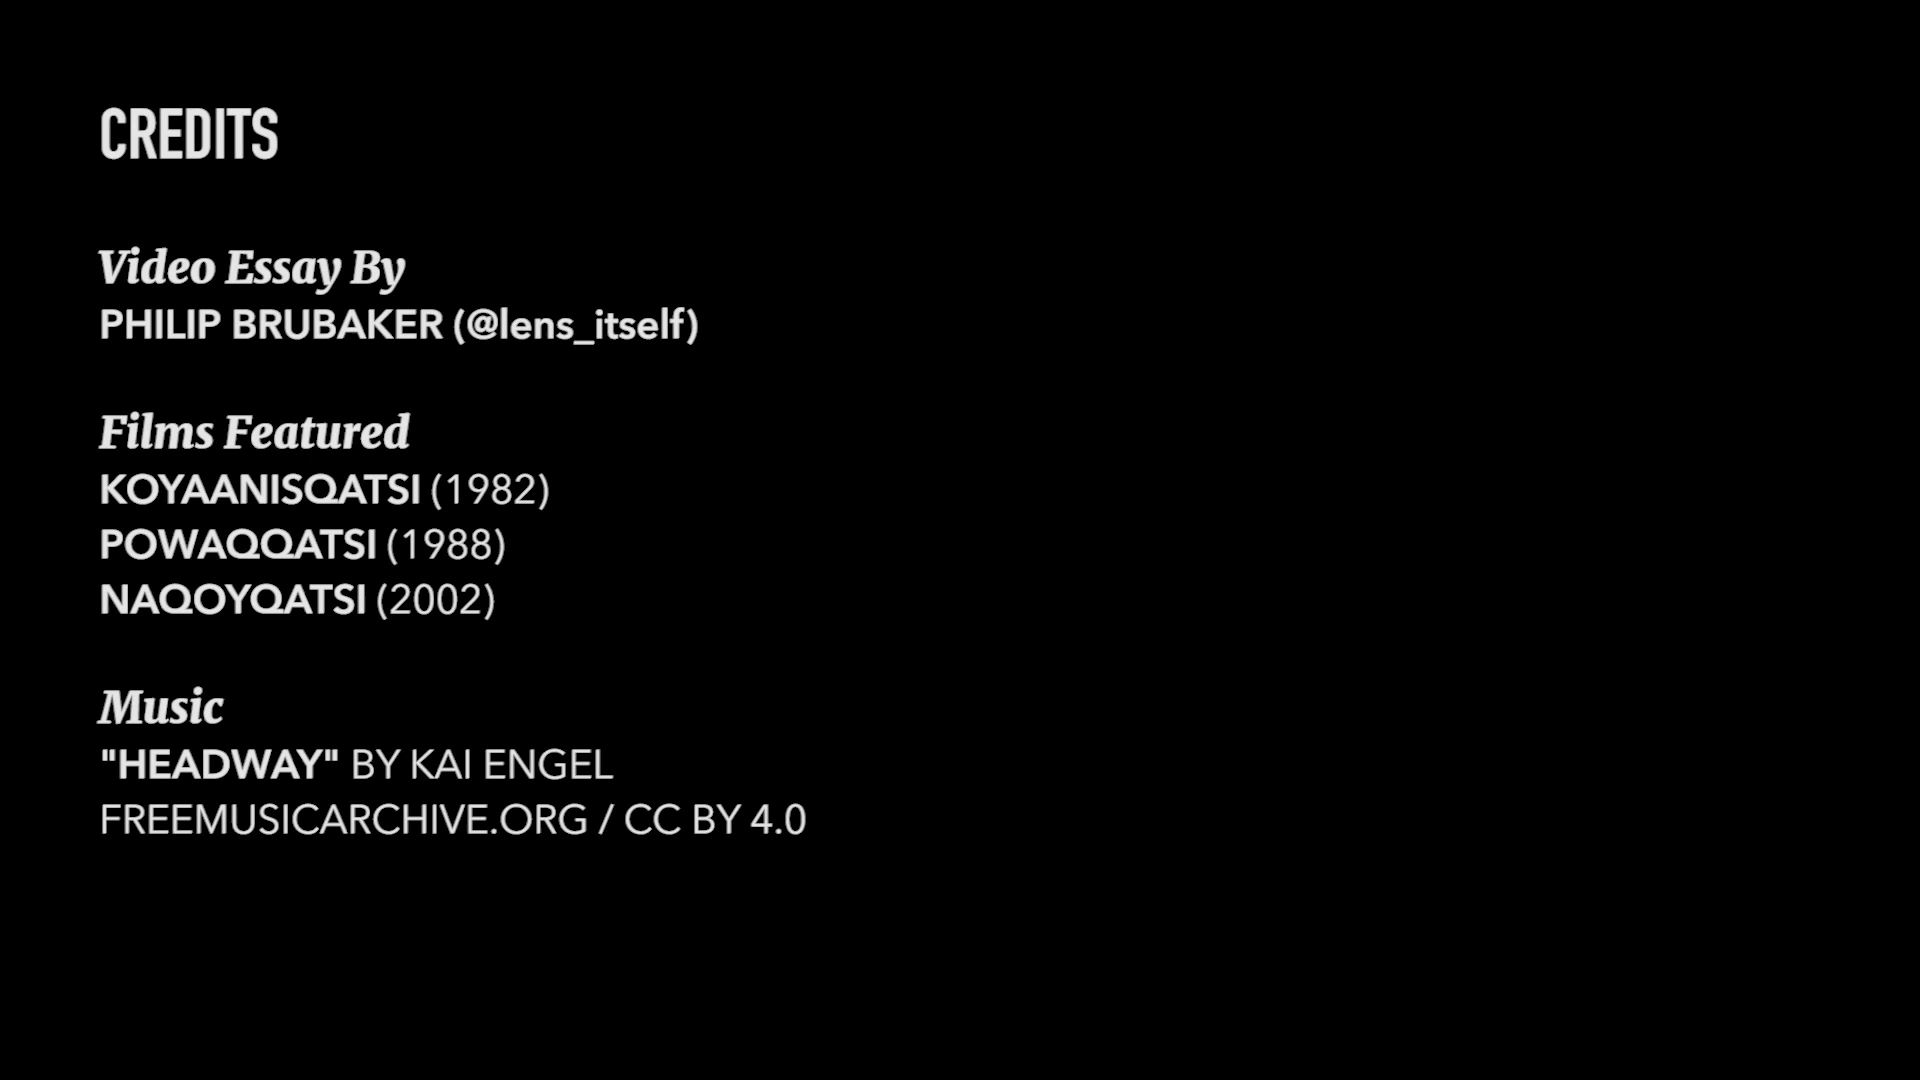 CREDITS
Video Essay By
PHILIP BRUBAKER (@lens_itself)
Films Featured
KOYAANISQATSI (1982)
POWAQQATSI (1988)
NAQOYQATSI (2002)
Music
"HEADWAY" BY KAI ENGEL
FREEMUSICARCHIVE.ORG / CC BY 4.0